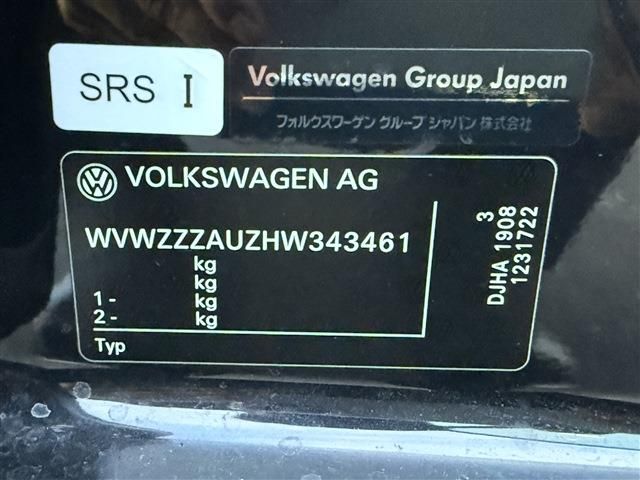 SRS I
Volkswagen Group Japan
フォルクスワーゲン グループ ジャパン 株式会社
VOLKSWAGEN AG
WVWZZZAUZHW343461
kg
kg
1- kg
2- kg
Typ
3
DJHA 1908
1231722